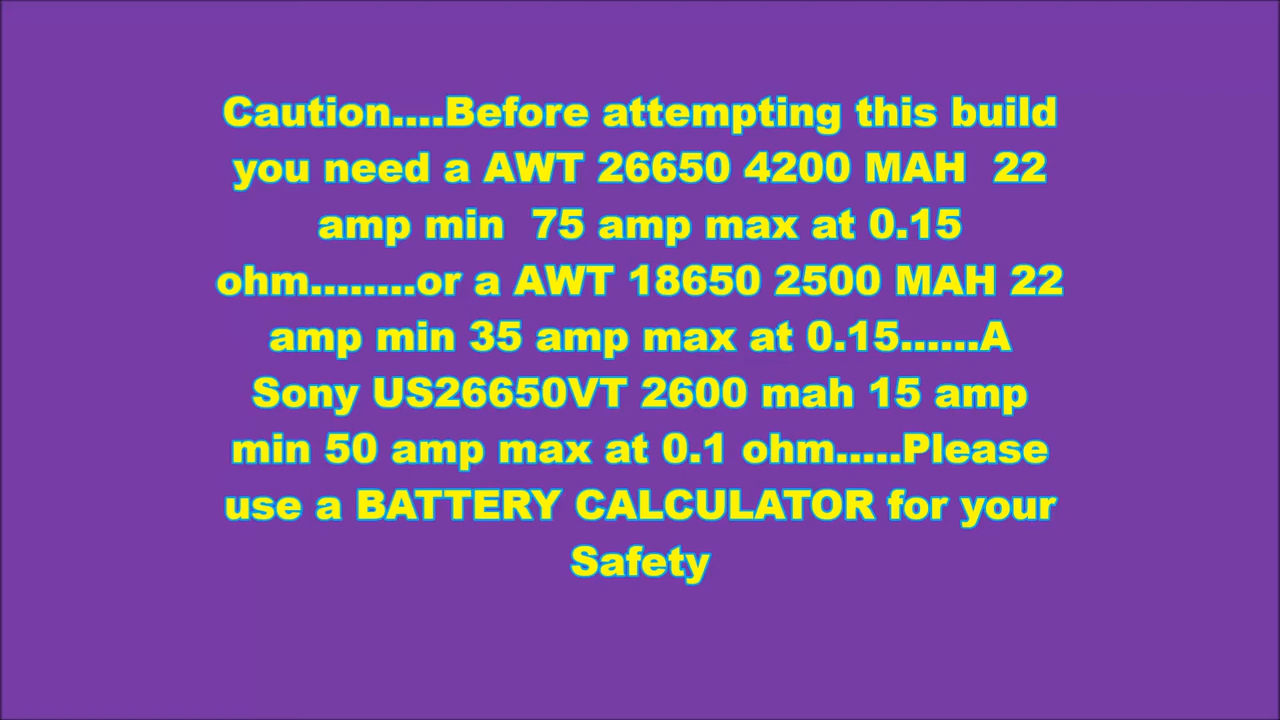 Caution....Before attempting this build
you need a AWT 26650 4200 MAH  22
amp min  75 amp max at 0.15
ohm........or a AWT 18650 2500 MAH 22
amp min 35 amp max at 0.15......A
Sony US26650VT 2600 mah 15 amp
min 50 amp max at 0.1 ohm.....Please
use a BATTERY CALCULATOR for your
Safety